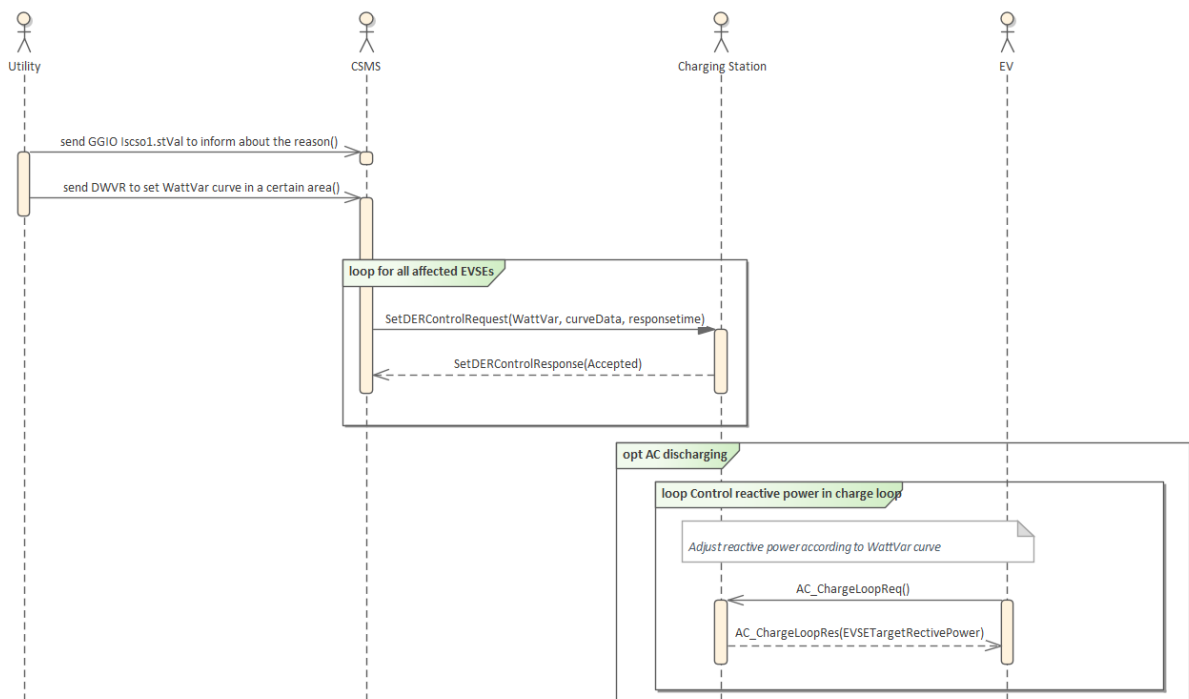 Utility
CSMS
Charging Station
EV
send GGIO Iscso1.stVal to inform about the reason()
send DWVR to set WattVar curve in a certain area()
loop for all affected EVSEs
SetDERControlRequest(WattVar, curveData, responsetime)
SetDERControlResponse(Accepted)
opt AC discharging
loop Control reactive power in charge loop
Adjust reactive power according to WattVar curve
AC_ChargeLoopReq()
AC_ChargeLoopRes(EVSETargetRectivePower)